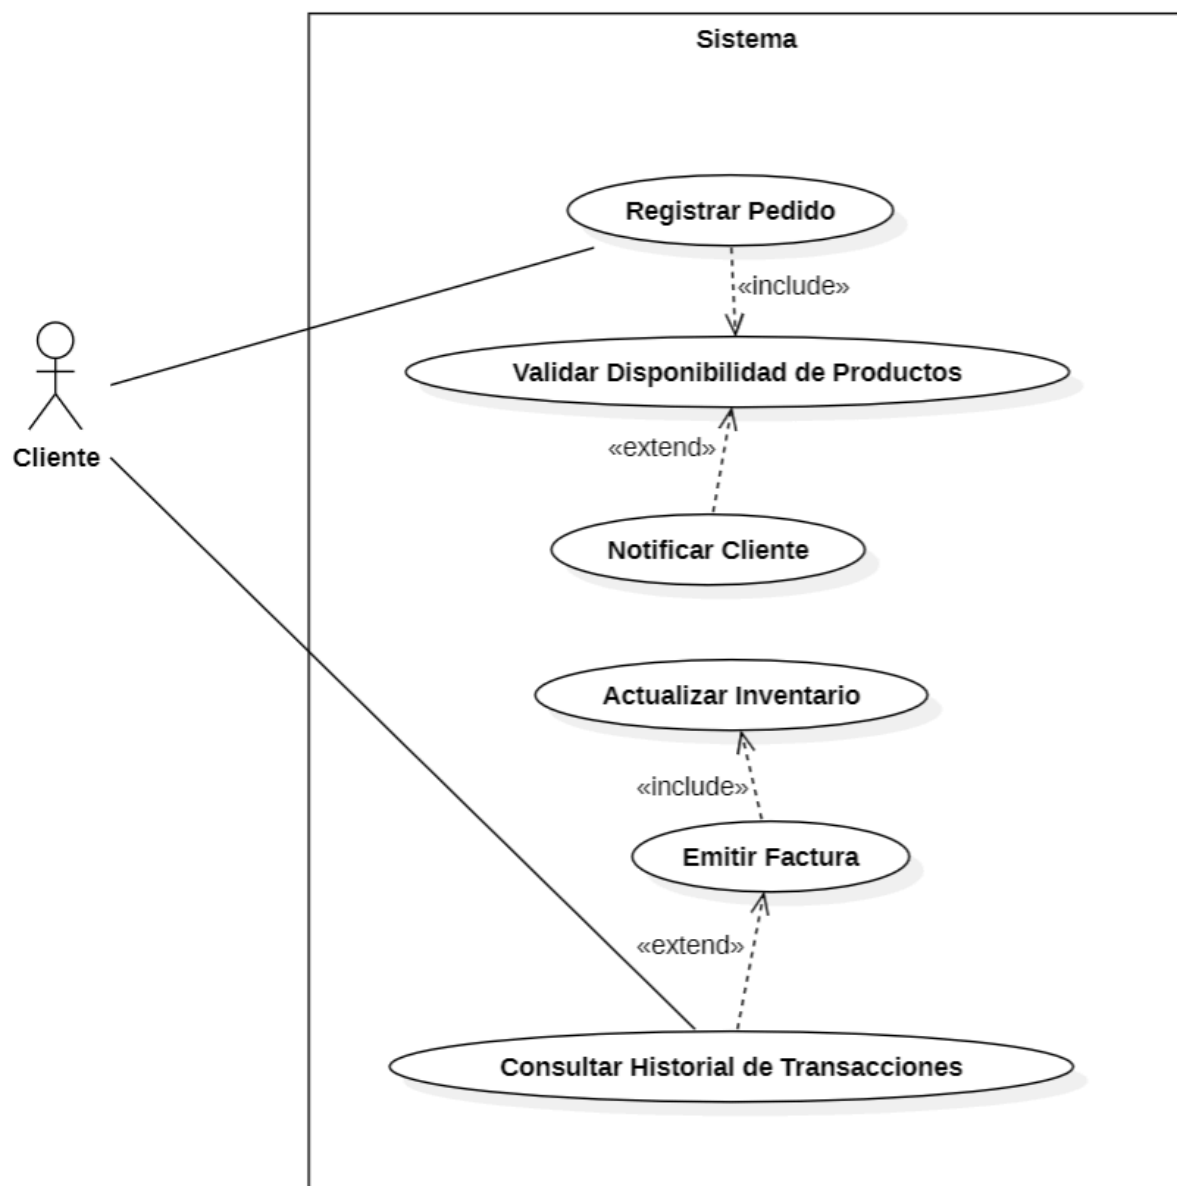 Sistema
Registrar Pedido
«include»
Validar Disponibilidad de Productos
«extend»
Cliente
Notificar Cliente
Actualizar Inventario
«include»
Emitir Factura
«extend»
Consultar Historial de Transacciones